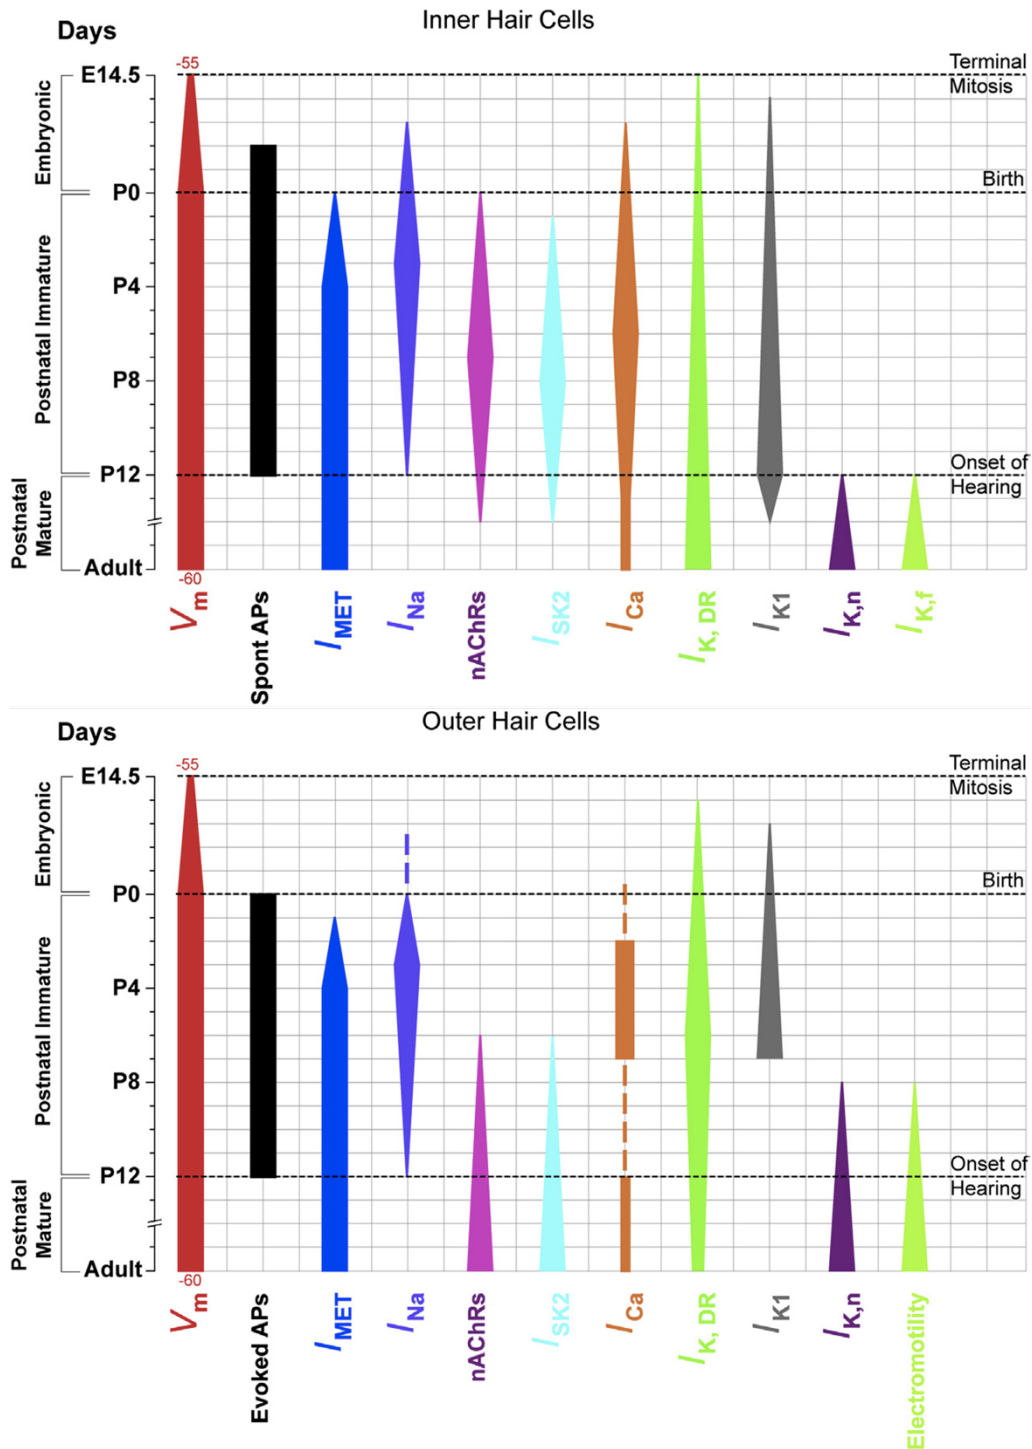 Inner Hair Cells
Days
-55
E14.5
Terminal
Mitosis
Embryonic
P0
Birth
Postnatal Immature
P4
P8
P12
Onset of
Hearing
Postnatal
Mature
Adult
-60
Vm
Spont APs
IMET
INa
nAChRs
ISK2
ICa
IK, DR
IK1
IK,n
IK,f
Outer Hair Cells
Days
-55
E14.5
Terminal
Mitosis
Embryonic
P0
Birth
Postnatal Immature
P4
P8
P12
Onset of
Hearing
Postnatal
Mature
Adult
-60
Vm
Evoked APs
IMET
INa
nAChRs
ISK2
ICa
IK, DR
IK1
IK,n
Electromotility